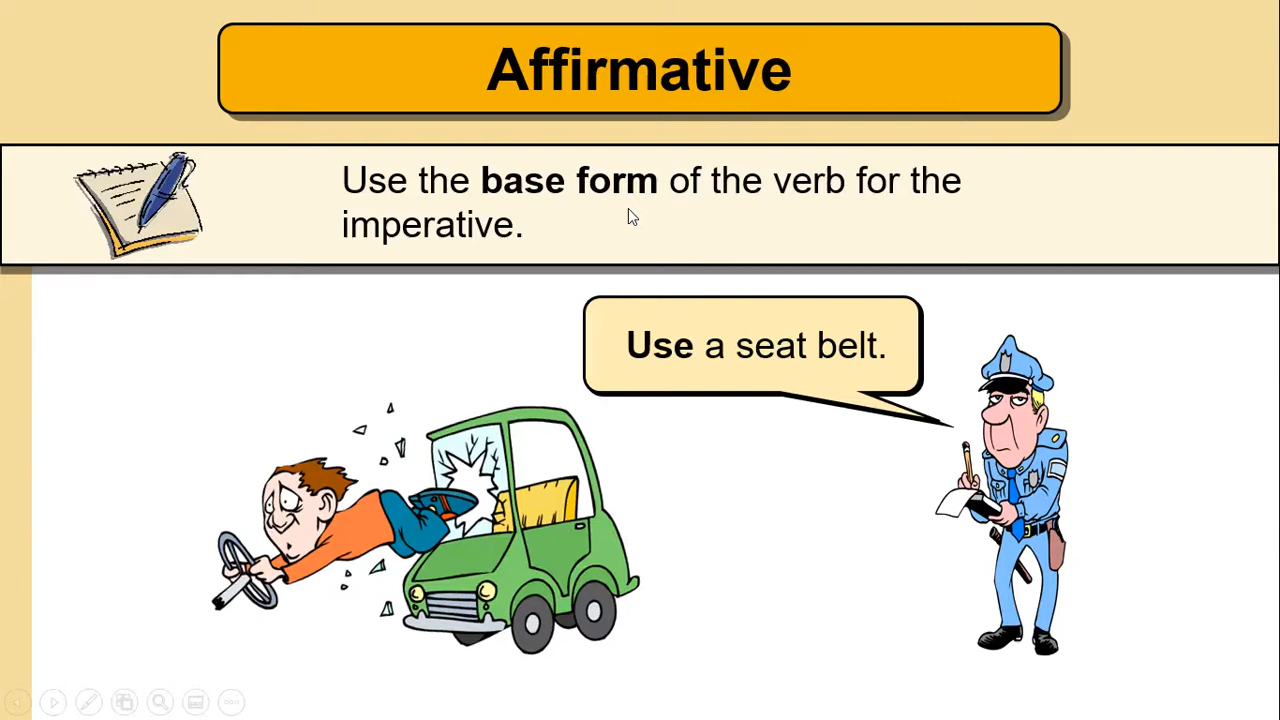 Affirmative
Use the base form of the verb for the
imperative.
Use a seat belt.